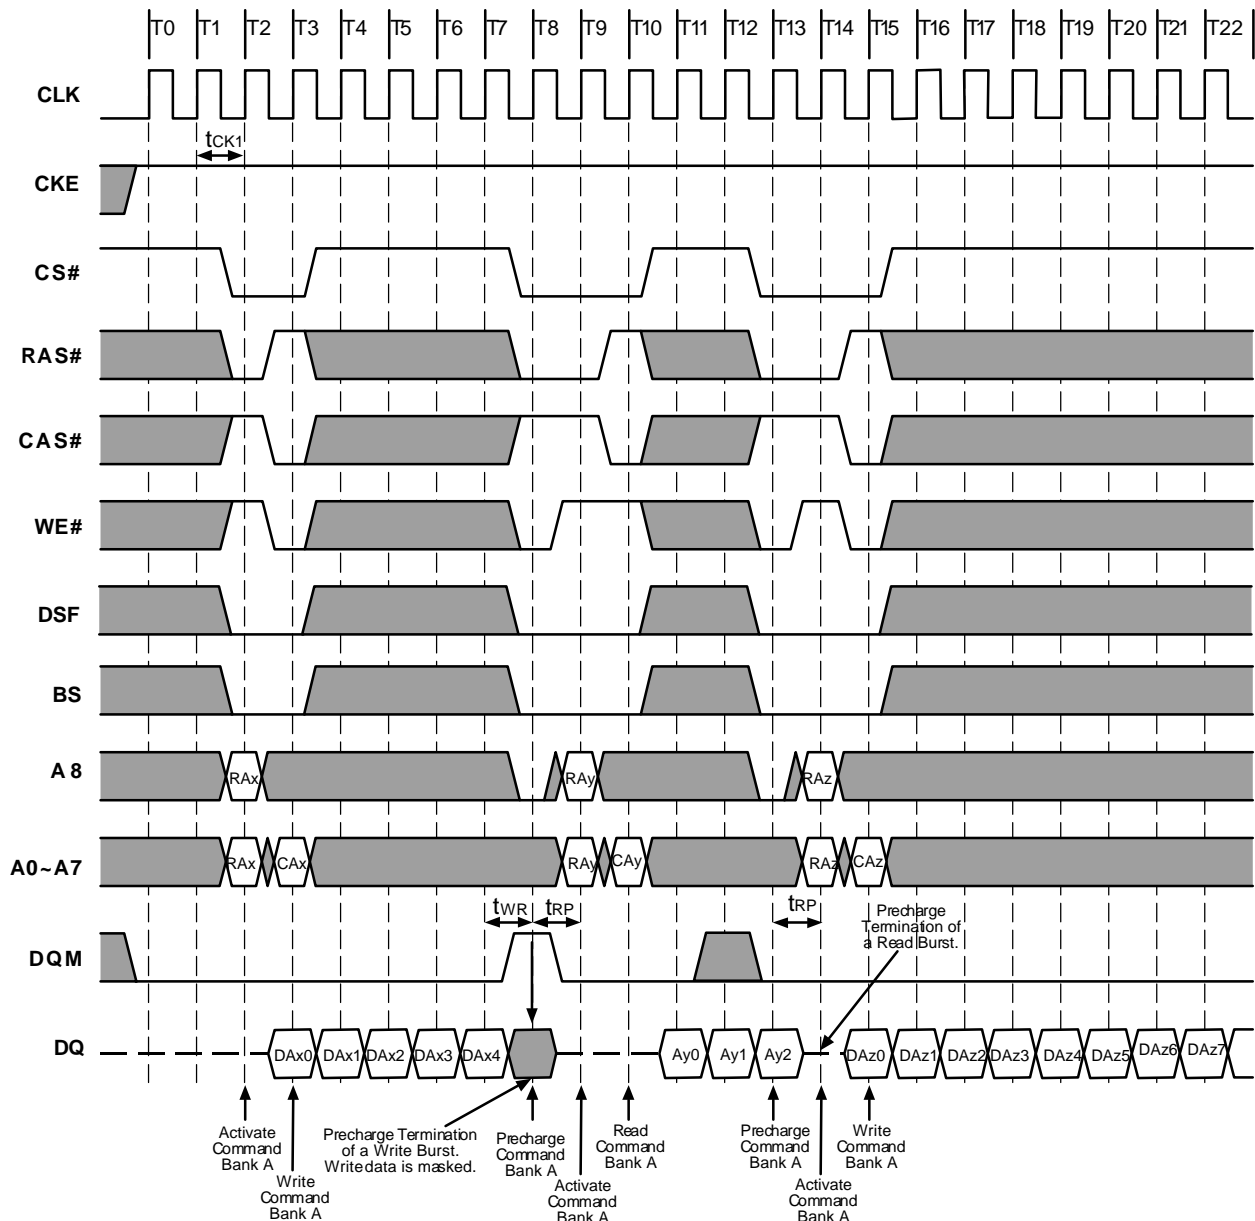 T0 T1 T2 T3 T4 T5 T6 T7 T8 T9 T10 T11 T12 T13 T14 T15 T16 T17 T18 T19 T20 T21 T22
CLK
tCK1
CKE
CS#
RAS#
CAS#
WE#
DSF
BS
A8 RAx RAy RAz
A0~A7 RAx CAx RAy CAy RAz CAz
tWR tRP tRP
Precharge
Termination of
a Read Burst.
DQM
DQ DAx0 DAx1 DAx2 DAx3 DAx4 Ay0 Ay1 Ay2 DAz0 DAz1 DAz2 DAz3 DAz4 DAz5 DAz6 DAz7
Activate
Command
Bank A
Write
Command
Bank A
Precharge Termination
of a Write Burst.
Write data is masked.
Precharge
Command
Bank A
Activate
Command
Bank A
Read
Command
Bank A
Precharge
Command
Bank A
Activate
Command
Bank A
Write
Command
Bank A